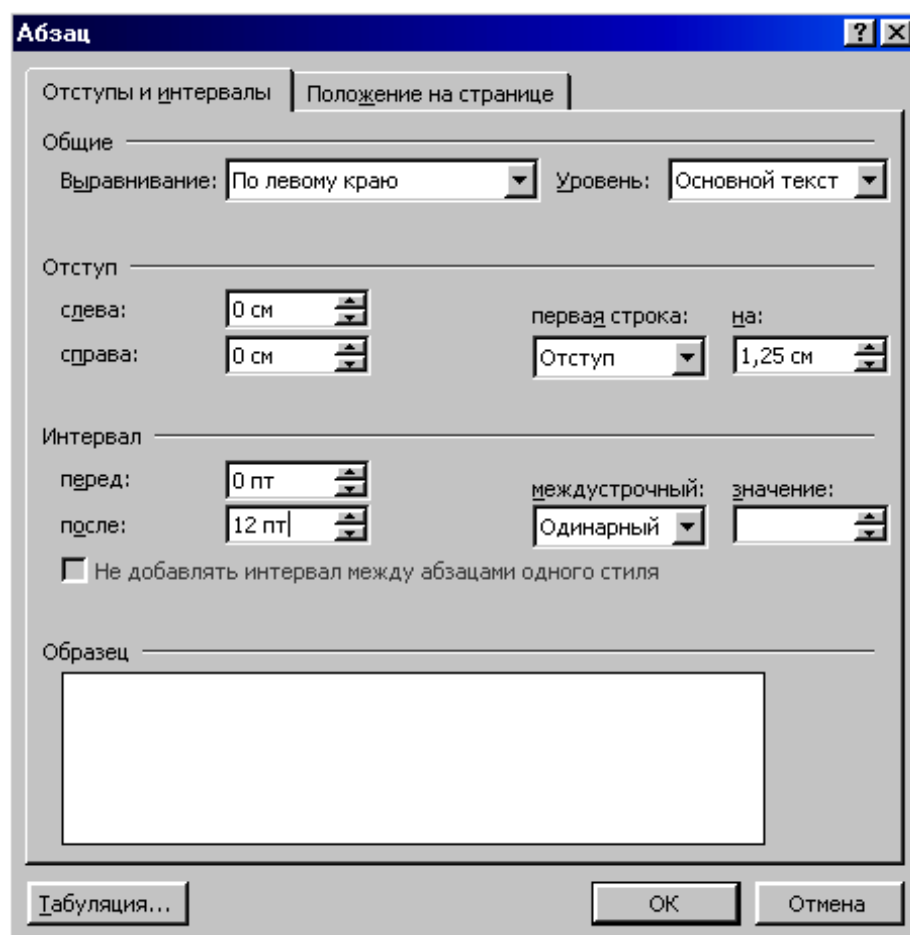 Абзац
Отступы и интервалы Положение на странице
Общие
Выравнивание: По левому краю Уровень: Основной текст
Отступ
слева: 0 см
первая строка: на:
справа: 0 см Отступ 1,25 см
Интервал
перед: 0 пт
междустрочный: значение:
после: 12 пт Одинарный
Не добавлять интервал между абзацами одного стиля
Образец
Табуляция... ОК Отмена